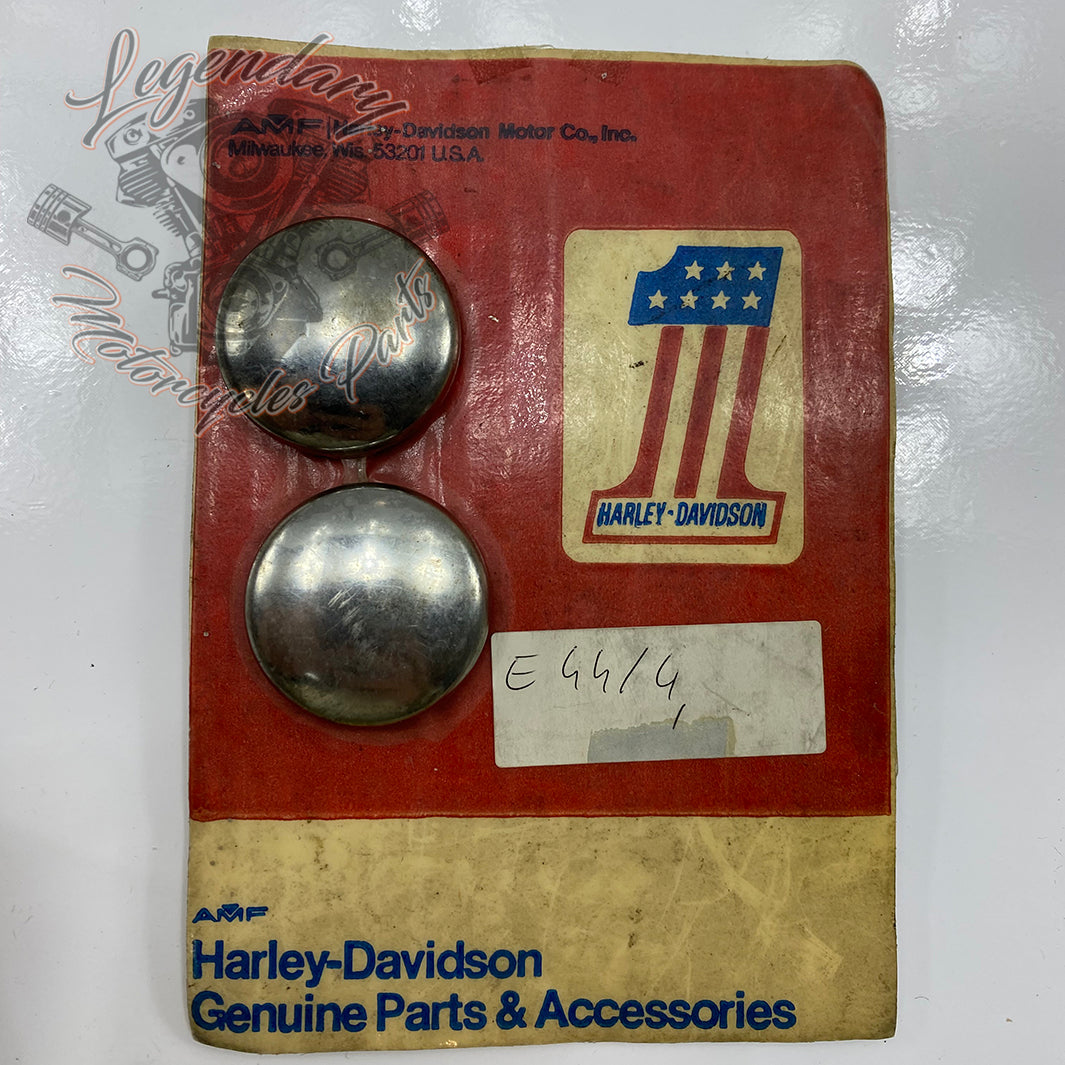 Legendary
Motorcycles Parts
AMF Harley-Davidson Motor Co., Inc.
Milwaukee, Wis. 53201 U.S.A.
HARLEY-DAVIDSON
E 44/4
AMF
Harley-Davidson
Genuine Parts & Accessories